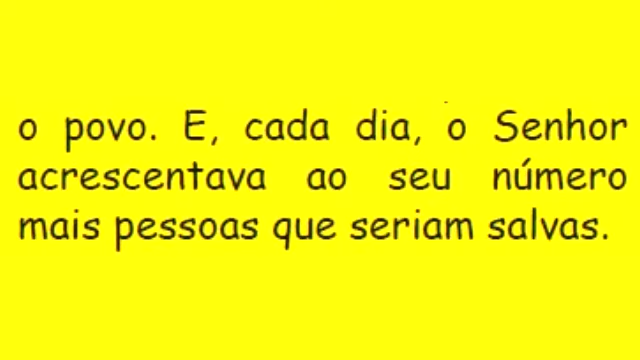 o povo. E, cada dia, o Senhor
acrescentava ao seu número
mais pessoas que seriam salvas.